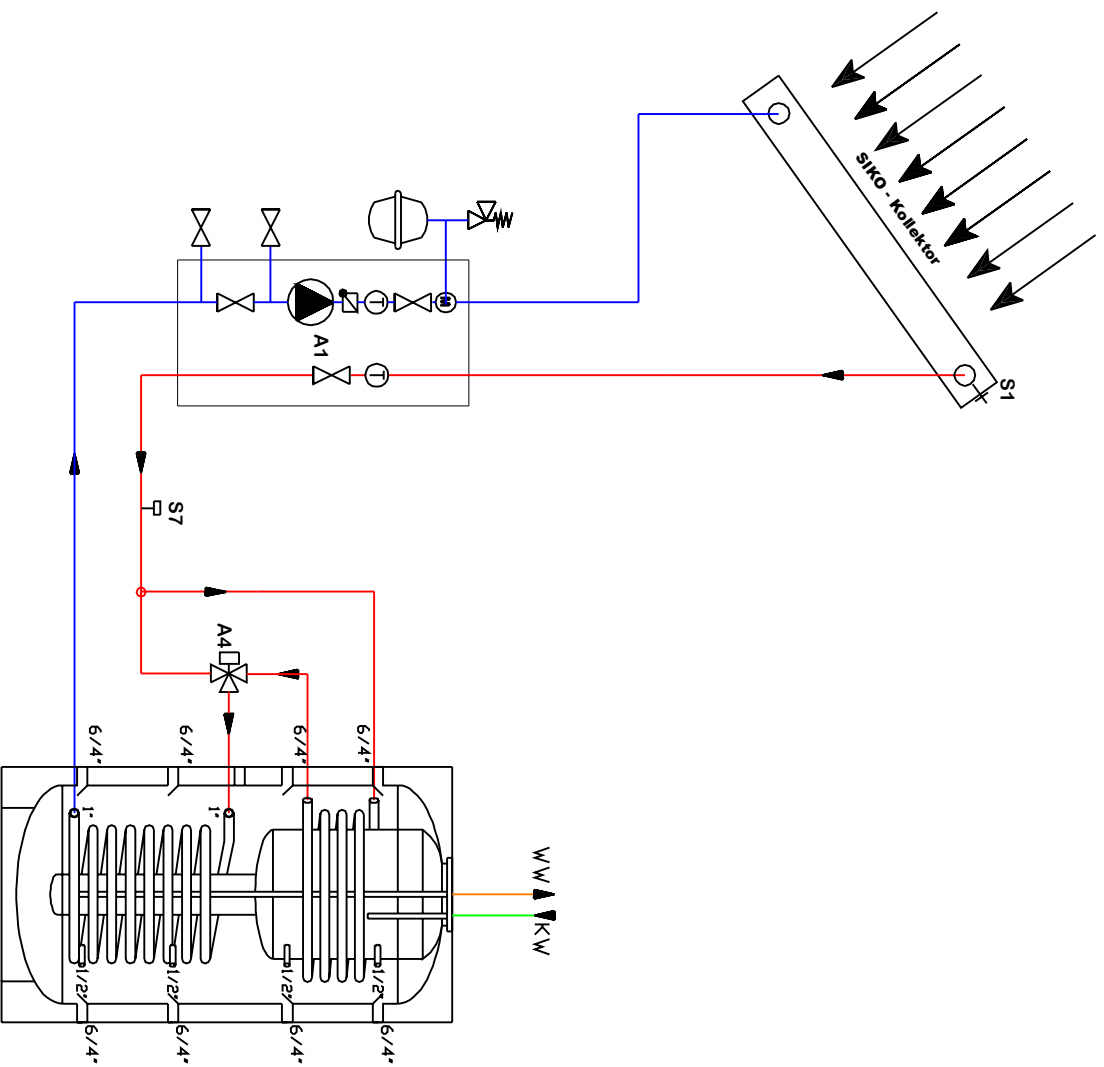 SIKO - Kollektor
S1
M
T
A1
T
S7
A4
6/4"
6/4"
6/4"
6/4"
1"
1"
WW
KW
1/2"
1/2"
1/2"
1/2"
6/4"
6/4"
6/4"
6/4"